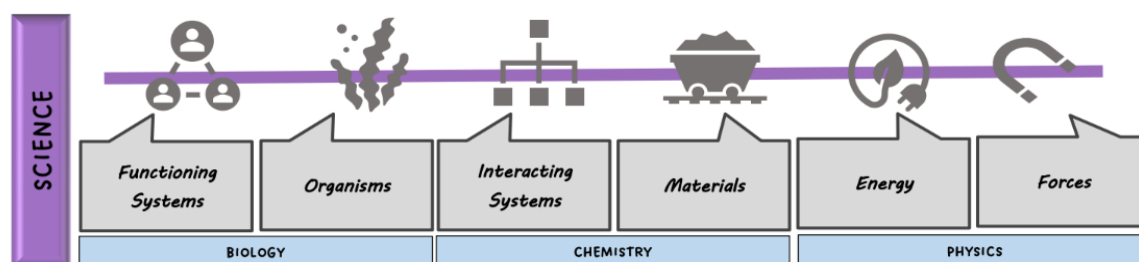 SCIENCE
Functioning
Systems
Organisms
Interacting
Systems
Materials
Energy
Forces
BIOLOGY
CHEMISTRY
PHYSICS